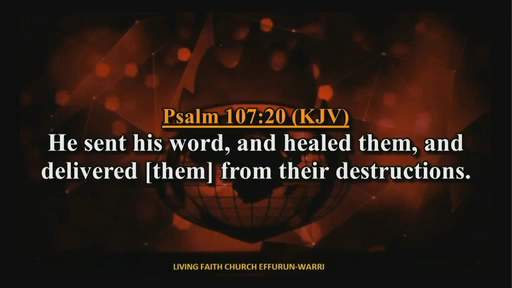 Psalm 107:20 (KJV)
He sent his word, and healed them, and
delivered [them] from their destructions.
LIVING FAITH CHURCH EFFURUN-WARRI